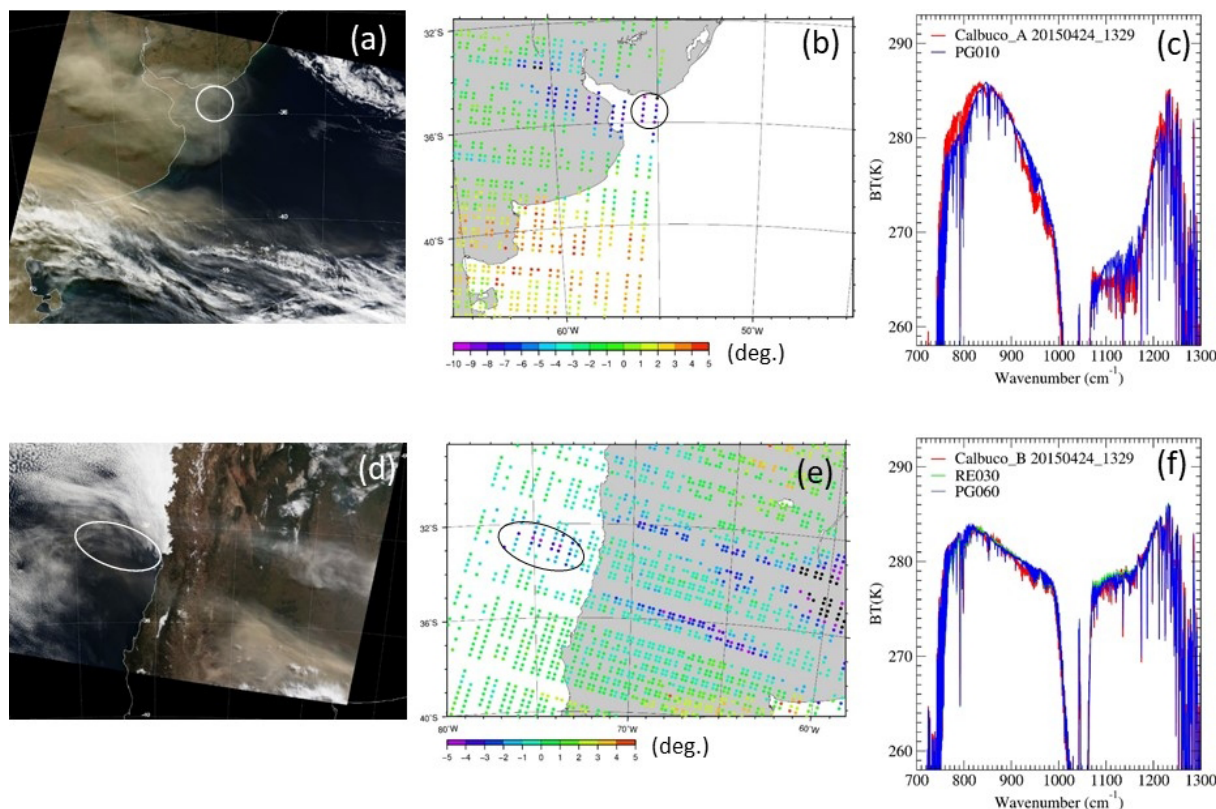 (a)
-36
-40
(b)
32°S
36°S
40°S
60°W
50°W
-10 -9 -8 -7 -6 -5 -4 -3 -2 -1 0 1 2 3 4 5
(deg.)
(c)
Calbuco_A 20150424_1329
PG010
BT(K)
290
280
270
260
700 800 900 1000 1100 1200 1300
Wavenumber (cm⁻¹)
(d)
(e)
32°S
36°S
40°S
80°W
70°W
60°W
-5 -4 -3 -2 -1 0 1 2 3 4 5
(deg.)
(f)
Calbuco_B 20150424_1329
RE030
PG060
BT(K)
290
280
270
260
700 800 900 1000 1100 1200 1300
Wavenumber (cm⁻¹)